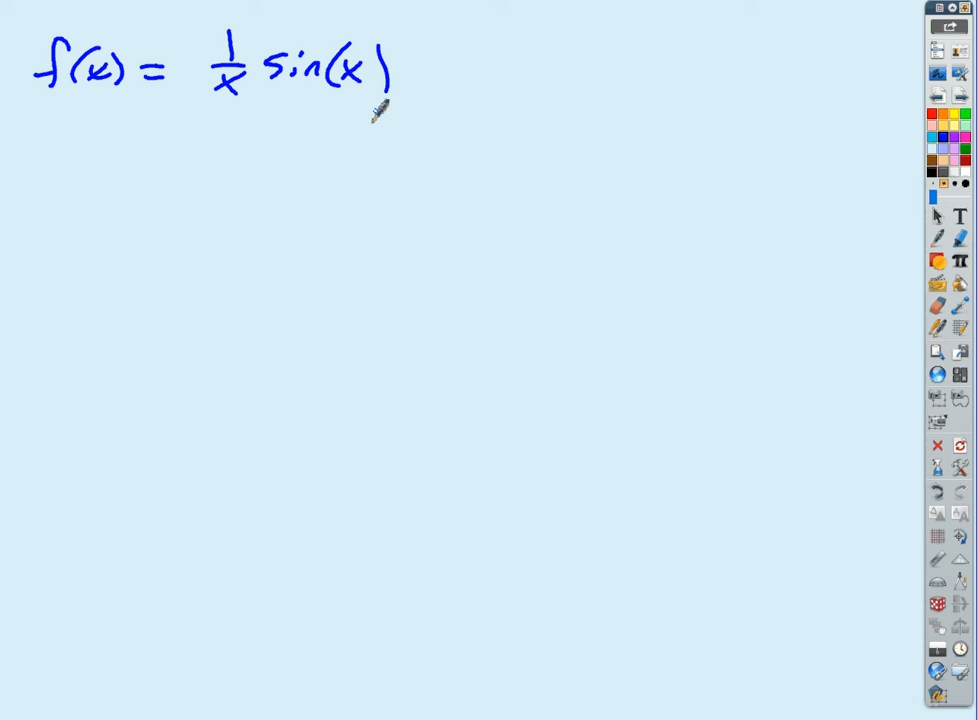 f(x) = 1/x sin(x)